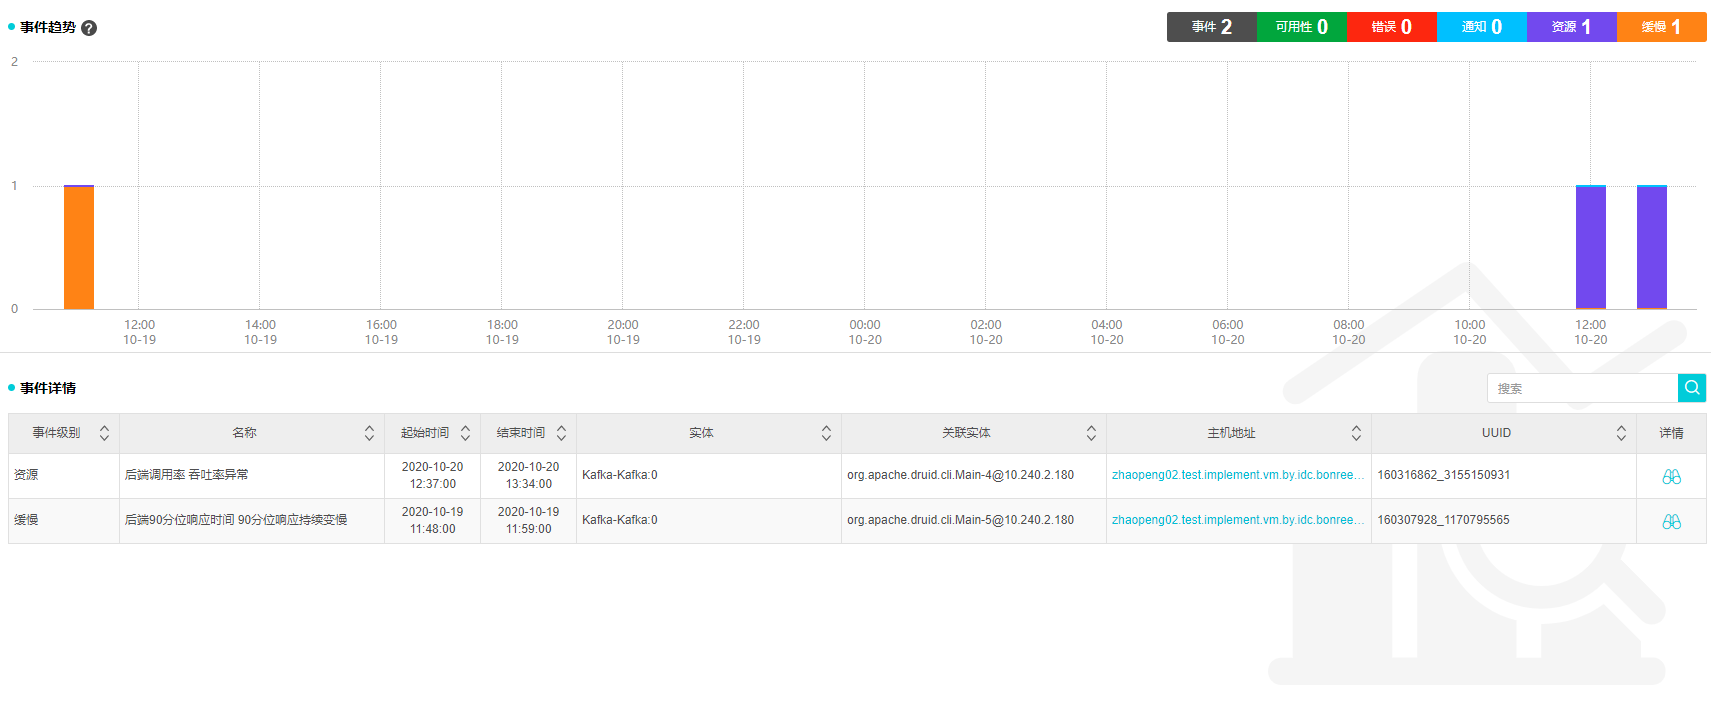 事件趋势 ?
事件 2 可用性 0 错误 0 通知 0 资源 1 缓慢 1
2
1
0
12:00 14:00 16:00 18:00 20:00 22:00 00:00 02:00 04:00 06:00 08:00 10:00 12:00
10-19 10-19 10-19 10-19 10-19 10-19 10-20 10-20 10-20 10-20 10-20 10-20 10-20
事件详情
搜索
事件级别 名称 起始时间 结束时间 实体 关联实体 主机地址 UUID 详情
资源 后端调用率 吞吐率异常 2020-10-20 12:37:00 2020-10-20 13:34:00 Kafka-Kafka:0 org.apache.druid.cli.Main-4@10.240.2.180 zhaopeng02.test.implement.vm.by.idc.bonree... 160316862_3155150931
缓慢 后端90分位响应时间 90分位响应持续变慢 2020-10-19 11:48:00 2020-10-19 11:59:00 Kafka-Kafka:0 org.apache.druid.cli.Main-5@10.240.2.180 zhaopeng02.test.implement.vm.by.idc.bonree... 160307928_1170795565